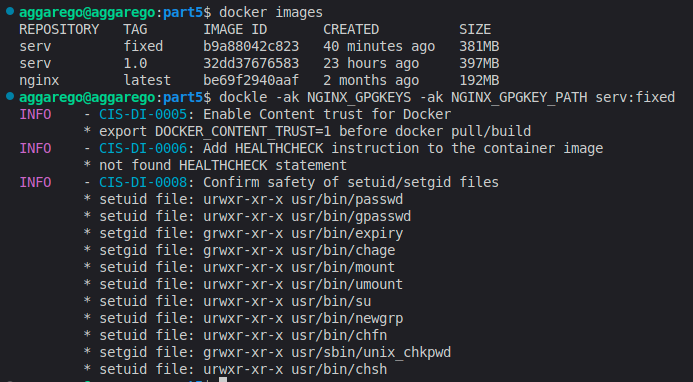 aggarego@aggarego:part5$ docker images
REPOSITORY   TAG       IMAGE ID       CREATED          SIZE
serv         fixed     b9a88042c823   40 minutes ago   381MB
serv         1.0       32dd37676583   23 hours ago     397MB
nginx        latest    be69f2940aaf   2 months ago     192MB
aggarego@aggarego:part5$ dockle -ak NGINX_GPGKEYS -ak NGINX_GPGKEY_PATH serv:fixed
INFO    - CIS-DI-0005: Enable Content trust for Docker
        * export DOCKER_CONTENT_TRUST=1 before docker pull/build
INFO    - CIS-DI-0006: Add HEALTHCHECK instruction to the container image
        * not found HEALTHCHECK statement
INFO    - CIS-DI-0008: Confirm safety of setuid/setgid files
        * setuid file: urwxr-xr-x usr/bin/passwd
        * setuid file: urwxr-xr-x usr/bin/gpasswd
        * setgid file: grwxr-xr-x usr/bin/expiry
        * setgid file: grwxr-xr-x usr/bin/chage
        * setuid file: urwxr-xr-x usr/bin/mount
        * setuid file: urwxr-xr-x usr/bin/umount
        * setuid file: urwxr-xr-x usr/bin/su
        * setuid file: urwxr-xr-x usr/bin/newgrp
        * setuid file: urwxr-xr-x usr/bin/chfn
        * setgid file: grwxr-xr-x usr/sbin/unix_chkpwd
        * setuid file: urwxr-xr-x usr/bin/chsh